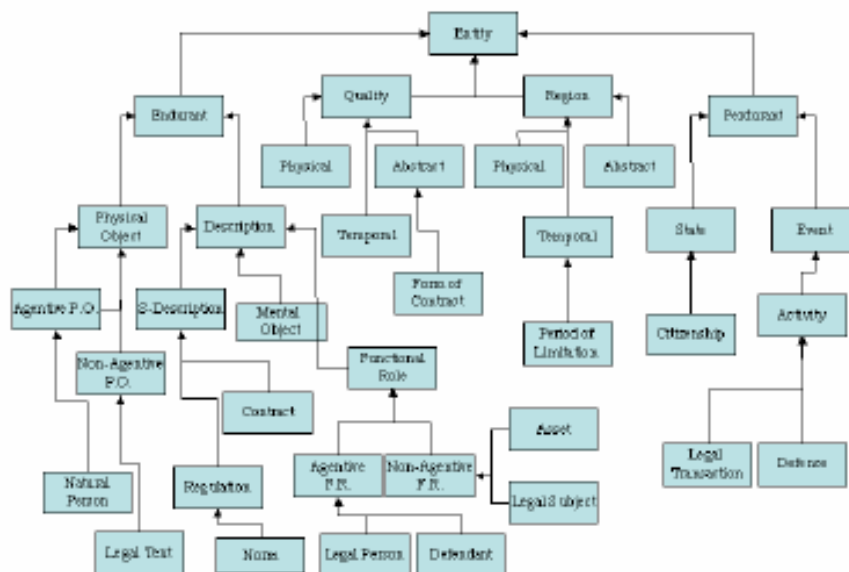 Entity
Quality
Region
Endurant
Perdurant
Physical
Abstract
Physical
Abstract
Physical
Object
Description
Temporal
Temporal
State
Event
Form of
Contract
Agentive P.O.
S-Description
Mental
Object
Period of
Limitation
Citizenship
Activity
Non-Agentive
P.O.
Functional
Role
Contract
Asset
Natural
Person
Regulation
Agentive
F.R.
Non-Agentive
F.R.
Legal
Transaction
Defense
Legal Subject
Legal Text
Legal Person
Defendant